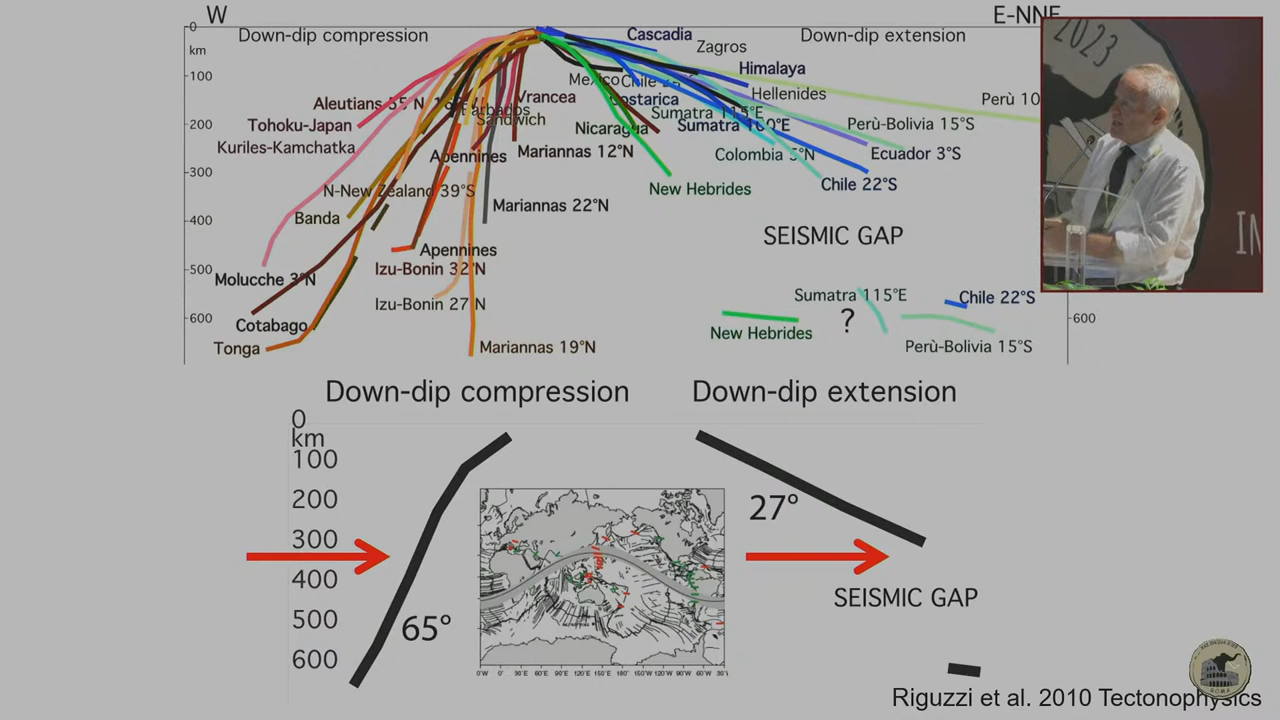 W
E-NNE
0
km
Down-dip compression
Down-dip extension
Cascadia
Zagros
100
Himalaya
Mexico
Hellenides
Vrancea
Costarica
Perù 10
Aleutians 55 N
Barbados
Sandwich
Sumatra 115°E
200
Tohoku-Japan
Nicaragua
Sumatra 100°E
Perù-Bolivia 15°S
Kuriles-Kamchatka
Apennines
Mariannas 12°N
Colombia 5°N
Ecuador 3°S
300
N-New Zealand 39°S
New Hebrides
Chile 22°S
Mariannas 22°N
400
Banda
SEISMIC GAP
Apennines
500
Molucche 3°N
Izu-Bonin 32°N
Izu-Bonin 27°N
Sumatra 115°E
Chile 22°S
600
Cotabago
New Hebrides
?
600
Tonga
Mariannas 19°N
Perù-Bolivia 15°S
Down-dip compression
Down-dip extension
0
km
100
200
300
400
500
600
65°
27°
SEISMIC GAP
Riguzzi et al. 2010 Tectonophysics
2023